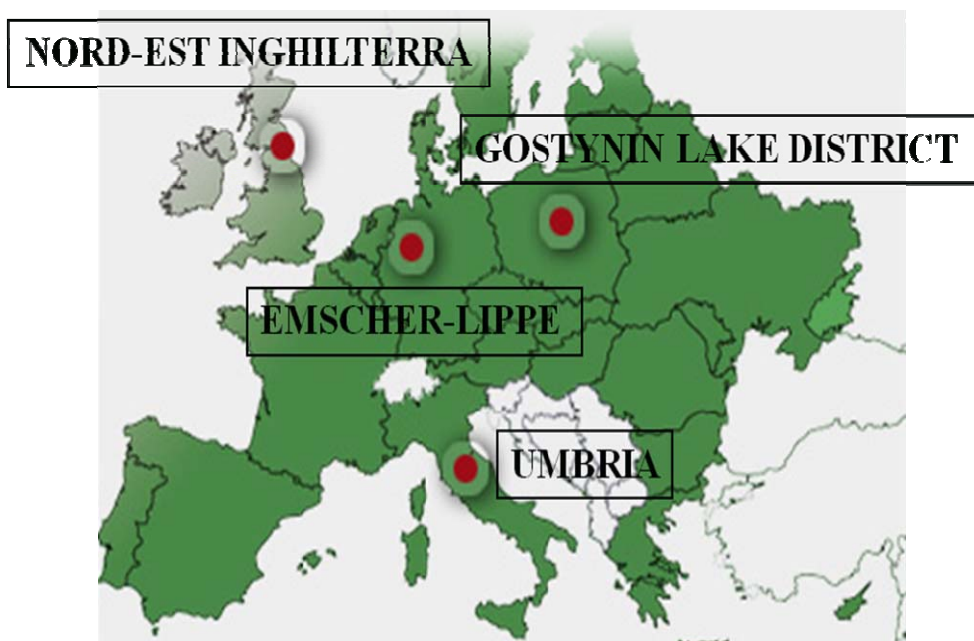 NORD-EST INGHILTERRA
GOSTYNIN LAKE DISTRICT
EMSCHER-LIPPE
UMBRIA